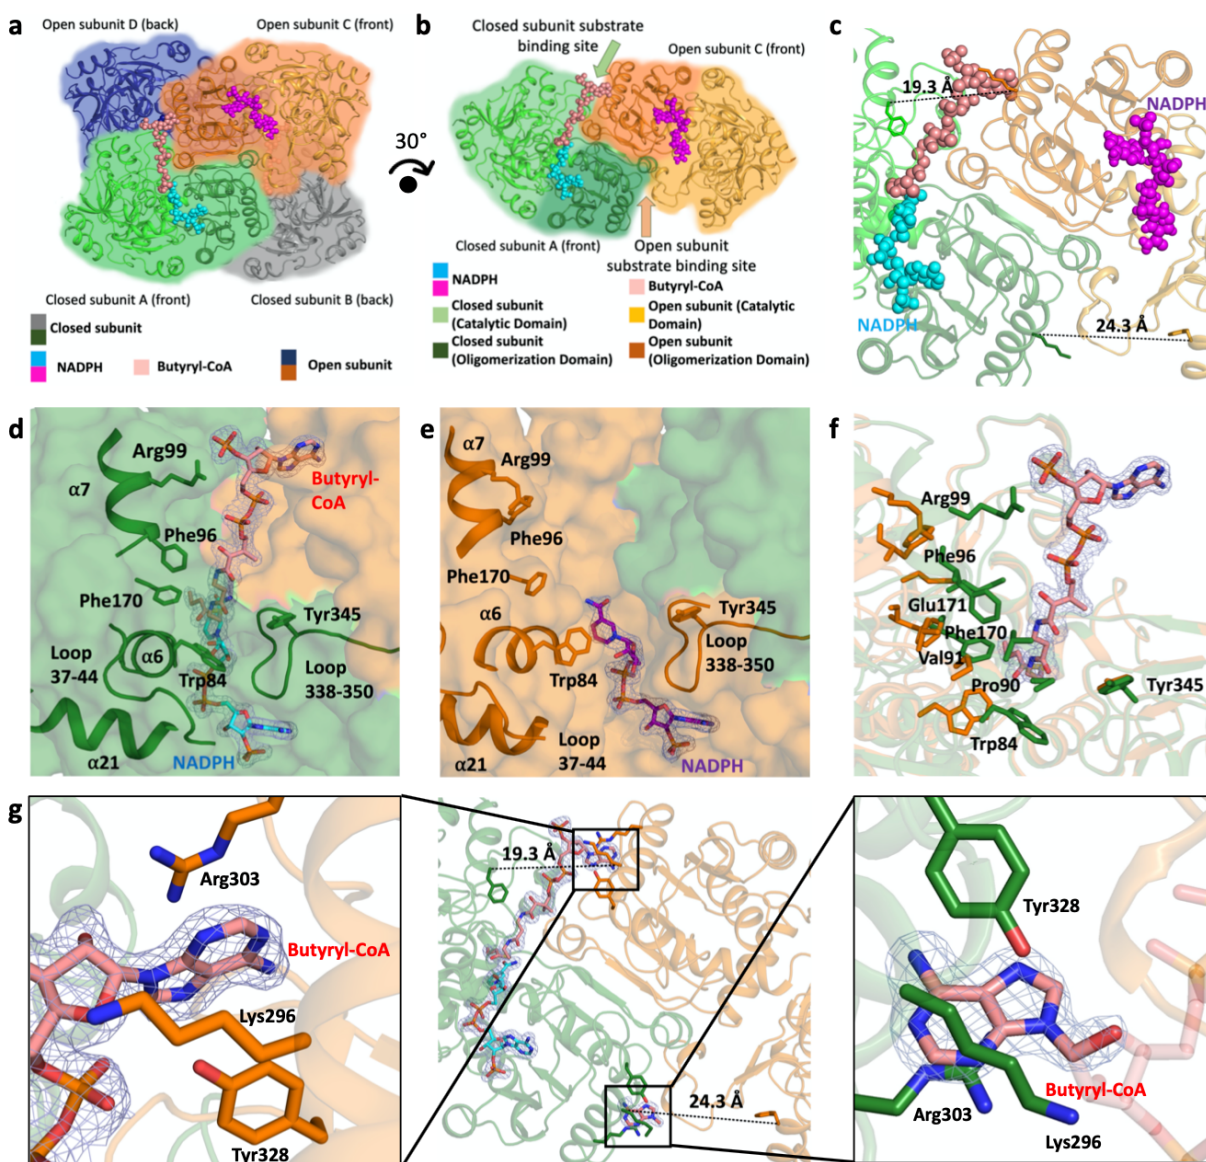 a
Open subunit D (back)
Open subunit C (front)
Closed subunit A (front)
Closed subunit B (back)
Closed subunit
NADPH
Butyryl-CoA
Open subunit
30°
b
Closed subunit substrate
binding site
Open subunit C (front)
Closed subunit A (front)
Open subunit
substrate binding site
NADPH
Butyryl-CoA
Closed subunit
(Catalytic Domain)
Open subunit (Catalytic
Domain)
Closed subunit
(Oligomerization Domain)
Open subunit
(Oligomerization Domain)
c
19.3 Å
NADPH
NADPH
24.3 Å
d
α7
Arg99
Butyryl-
CoA
Phe96
Phe170
Tyr345
Loop
37-44
α6
Trp84
Loop
338-350
α21
NADPH
e
α7
Arg99
Phe96
Phe170
α6
Tyr345
Trp84
Loop
338-350
Loop
37-44
α21
NADPH
f
Arg99
Phe96
Glu171
Phe170
Val91
Pro90
Tyr345
Trp84
g
Arg303
Butyryl-CoA
Lys296
Tyr328
19.3 Å
24.3 Å
Tyr328
Butyryl-CoA
Arg303
Lys296